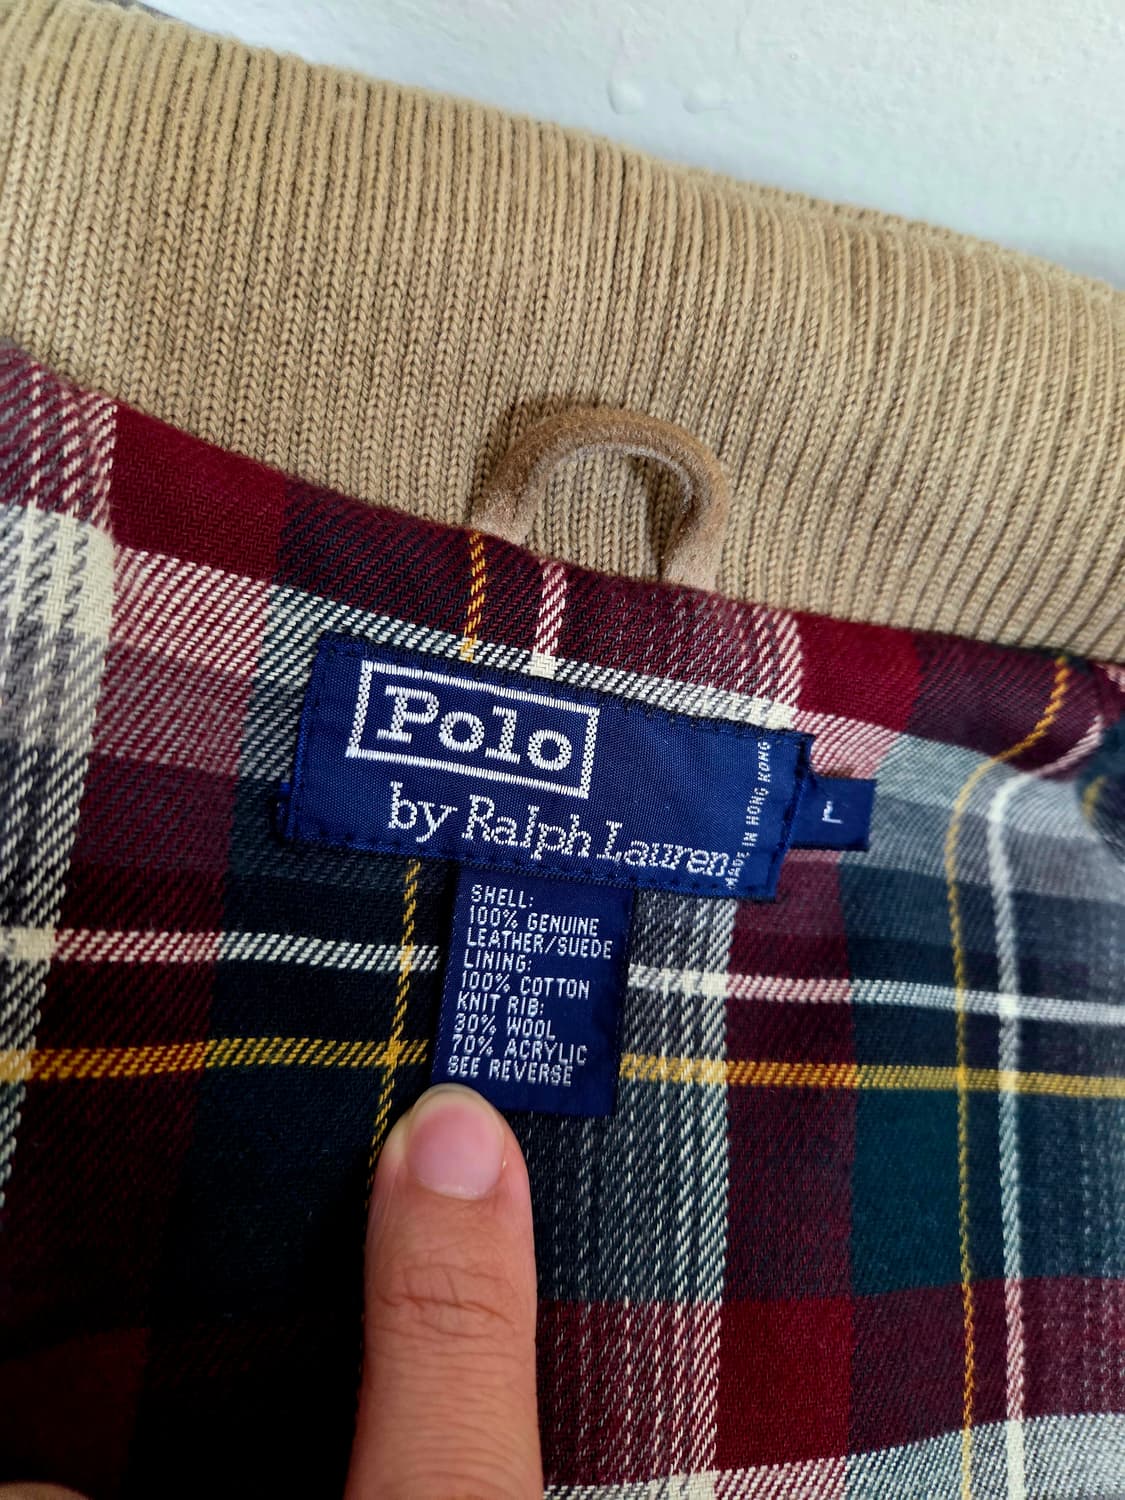 Polo
by Ralph Lauren
MADE IN HONG KONG
L
SHELL:
100% GENUINE
LEATHER/SUEDE
LINING:
100% COTTON
KNIT RIB:
30% WOOL
70% ACRYLIC
SEE REVERSE